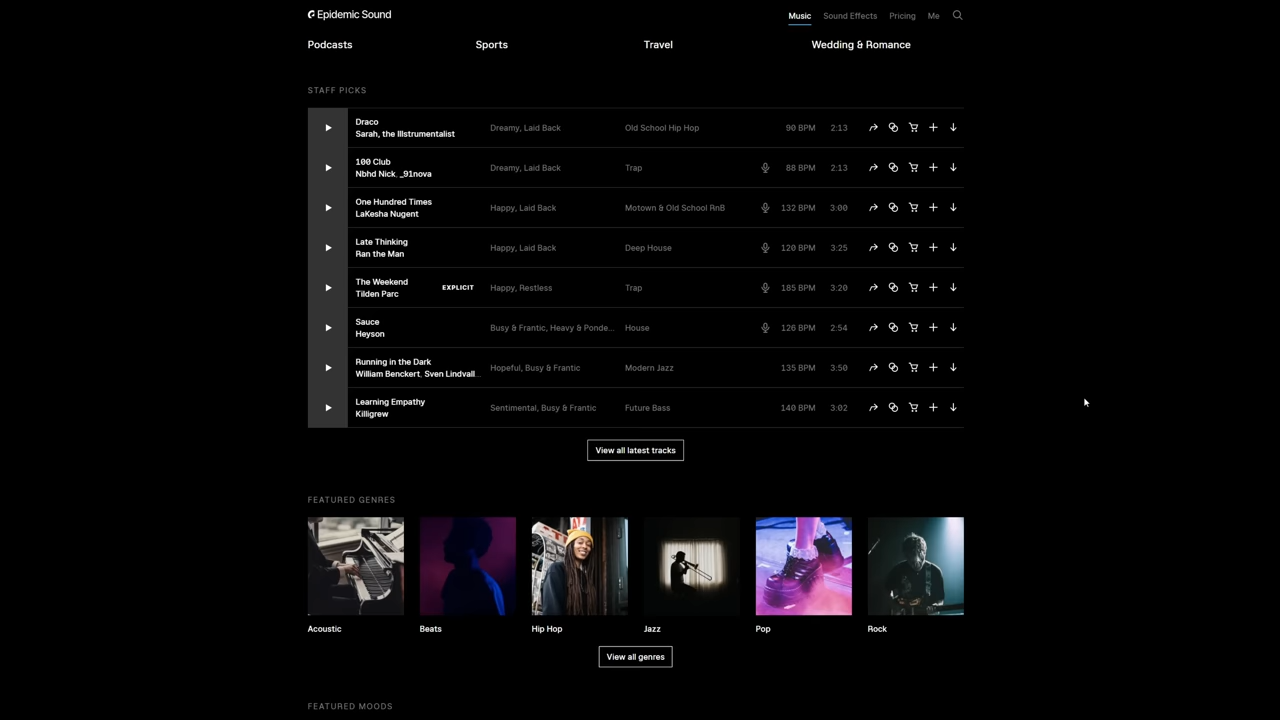 Epidemic Sound
Music Sound Effects Pricing Me
Podcasts Sports Travel Wedding & Romance
STAFF PICKS
Draco
Sarah, the Illstrumentalist
Dreamy, Laid Back Old School Hip Hop 90 BPM 2:13
100 Club
Nbhd Nick, _91nova
Dreamy, Laid Back Trap 88 BPM 2:13
One Hundred Times
LaKesha Nugent
Happy, Laid Back Motown & Old School RnB 132 BPM 3:00
Late Thinking
Ran the Man
Happy, Laid Back Deep House 120 BPM 3:25
The Weekend
Tilden Parc
EXPLICIT Happy, Restless Trap 185 BPM 3:20
Sauce
Heyson
Busy & Frantic, Heavy & Ponde... House 126 BPM 2:54
Running in the Dark
William Benckert, Sven Lindvall...
Hopeful, Busy & Frantic Modern Jazz 135 BPM 3:50
Learning Empathy
Killigrew
Sentimental, Busy & Frantic Future Bass 140 BPM 3:02
View all latest tracks
FEATURED GENRES
Acoustic Beats Hip Hop Jazz Pop Rock
View all genres
FEATURED MOODS